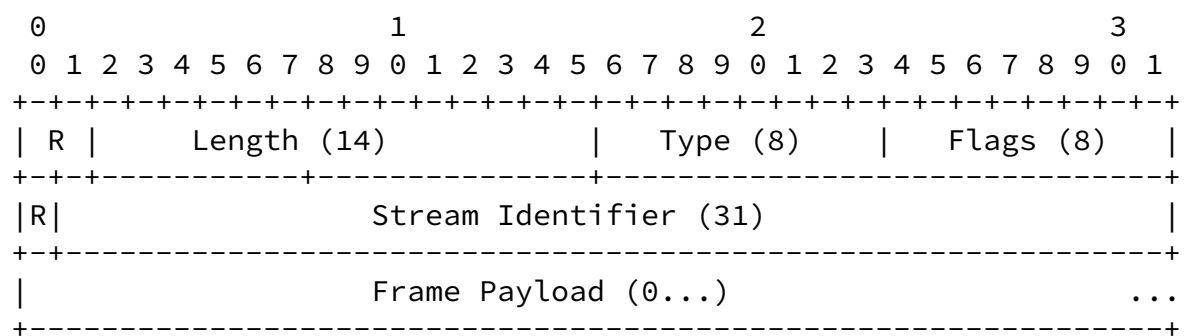 0                   1                   2                   3
0 1 2 3 4 5 6 7 8 9 0 1 2 3 4 5 6 7 8 9 0 1 2 3 4 5 6 7 8 9 0 1
+-+-+-+-+-+-+-+-+-+-+-+-+-+-+-+-+-+-+-+-+-+-+-+-+-+-+-+-+-+-+-+-+
| R |     Length (14)           |   Type (8)    |   Flags (8)   |
+-+-+-----------+---------------+-------------------------------+
|R|                 Stream Identifier (31)                      |
+-+-------------------------------------------------------------+
|                   Frame Payload (0...)                      ...
+---------------------------------------------------------------+